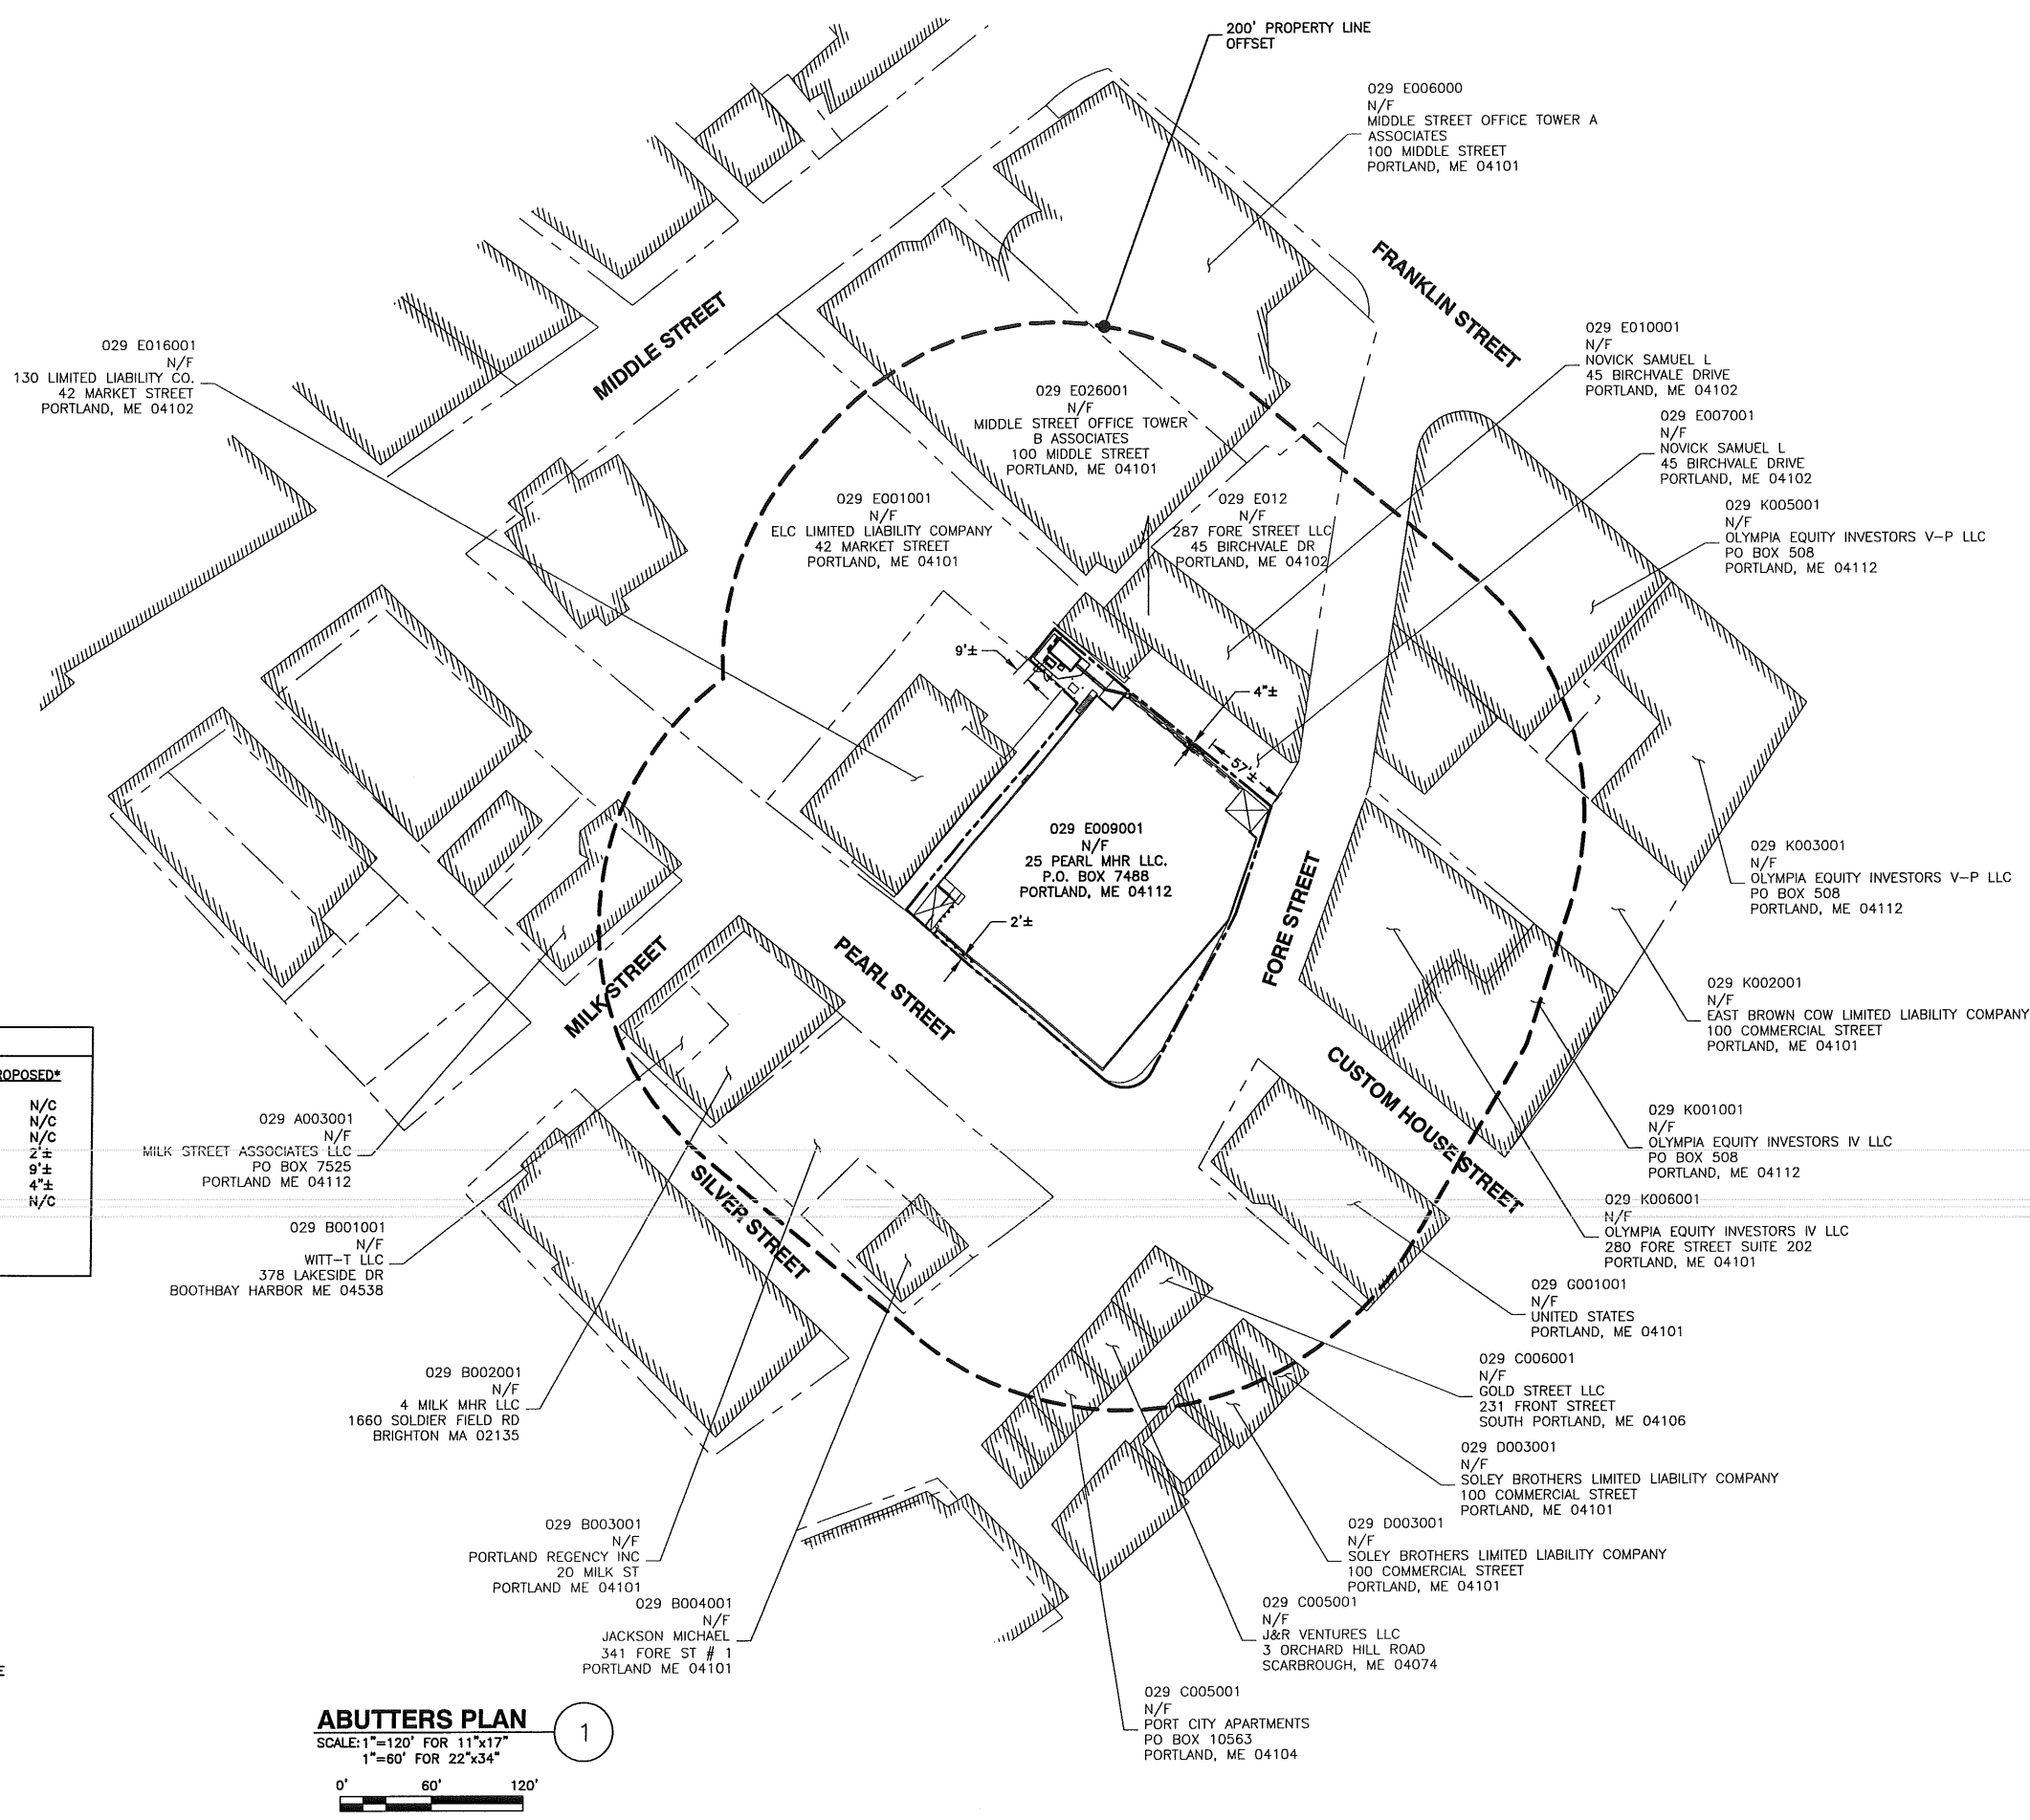 200' PROPERTY LINE
OFFSET
029 E006000
N/F
MIDDLE STREET OFFICE TOWER A
ASSOCIATES
100 MIDDLE STREET
PORTLAND, ME 04101
FRANKLIN STREET
MIDDLE STREET
029 E016001
N/F
130 LIMITED LIABILITY CO.
42 MARKET STREET
PORTLAND, ME 04102
029 E010001
N/F
NOVICK SAMUEL L
45 BIRCHVALE DRIVE
PORTLAND, ME 04102
029 E026001
N/F
MIDDLE STREET OFFICE TOWER
B ASSOCIATES
100 MIDDLE STREET
PORTLAND, ME 04101
029 E007001
N/F
NOVICK SAMUEL L
45 BIRCHVALE DRIVE
PORTLAND, ME 04102
029 E001001
N/F
ELC LIMITED LIABILITY COMPANY
42 MARKET STREET
PORTLAND, ME 04101
029 E012
N/F
287 FORE STREET LLC
45 BIRCHVALE DR
PORTLAND, ME 04102
029 K005001
N/F
OLYMPIA EQUITY INVESTORS V-P LLC
PO BOX 508
PORTLAND, ME 04112
9'±
4"±
57'±
029 E009001
N/F
25 PEARL MHR LLC.
P.O. BOX 7488
PORTLAND, ME 04112
2'±
029 K003001
N/F
OLYMPIA EQUITY INVESTORS V-P LLC
PO BOX 508
PORTLAND, ME 04112
FORE STREET
PEARL STREET
MILK STREET
029 K002001
N/F
EAST BROWN COW LIMITED LIABILITY COMPANY
100 COMMERCIAL STREET
PORTLAND, ME 04101
CUSTOM HOUSE STREET
ROPOSED*
N/C
N/C
N/C
2'±
9'±
4"±
N/C
029 A003001
N/F
MILK STREET ASSOCIATES LLC
PO BOX 7525
PORTLAND ME 04112
029 K001001
N/F
OLYMPIA EQUITY INVESTORS IV LLC
PO BOX 508
PORTLAND, ME 04112
SILVER STREET
029 K006001
N/F
OLYMPIA EQUITY INVESTORS IV LLC
280 FORE STREET SUITE 202
PORTLAND, ME 04101
029 B001001
N/F
WITT-T LLC
378 LAKESIDE DR
BOOTHBAY HARBOR ME 04538
029 G001001
N/F
UNITED STATES
PORTLAND, ME 04101
029 B002001
N/F
4 MILK MHR LLC
1660 SOLDIER FIELD RD
BRIGHTON MA 02135
029 C006001
N/F
GOLD STREET LLC
231 FRONT STREET
SOUTH PORTLAND, ME 04106
029 D003001
N/F
SOLEY BROTHERS LIMITED LIABILITY COMPANY
100 COMMERCIAL STREET
PORTLAND, ME 04101
029 B003001
N/F
PORTLAND REGENCY INC
20 MILK ST
PORTLAND ME 04101
029 D003001
N/F
SOLEY BROTHERS LIMITED LIABILITY COMPANY
100 COMMERCIAL STREET
PORTLAND, ME 04101
029 B004001
N/F
JACKSON MICHAEL
341 FORE ST # 1
PORTLAND ME 04101
029 C005001
N/F
J&R VENTURES LLC
3 ORCHARD HILL ROAD
SCARBROUGH, ME 04074
029 C005001
N/F
PORT CITY APARTMENTS
PO BOX 10563
PORTLAND, ME 04104
E
ABUTTERS PLAN
1
SCALE: 1"=120' FOR 11"x17"
1"=60' FOR 22"x34"
0' 60' 120'